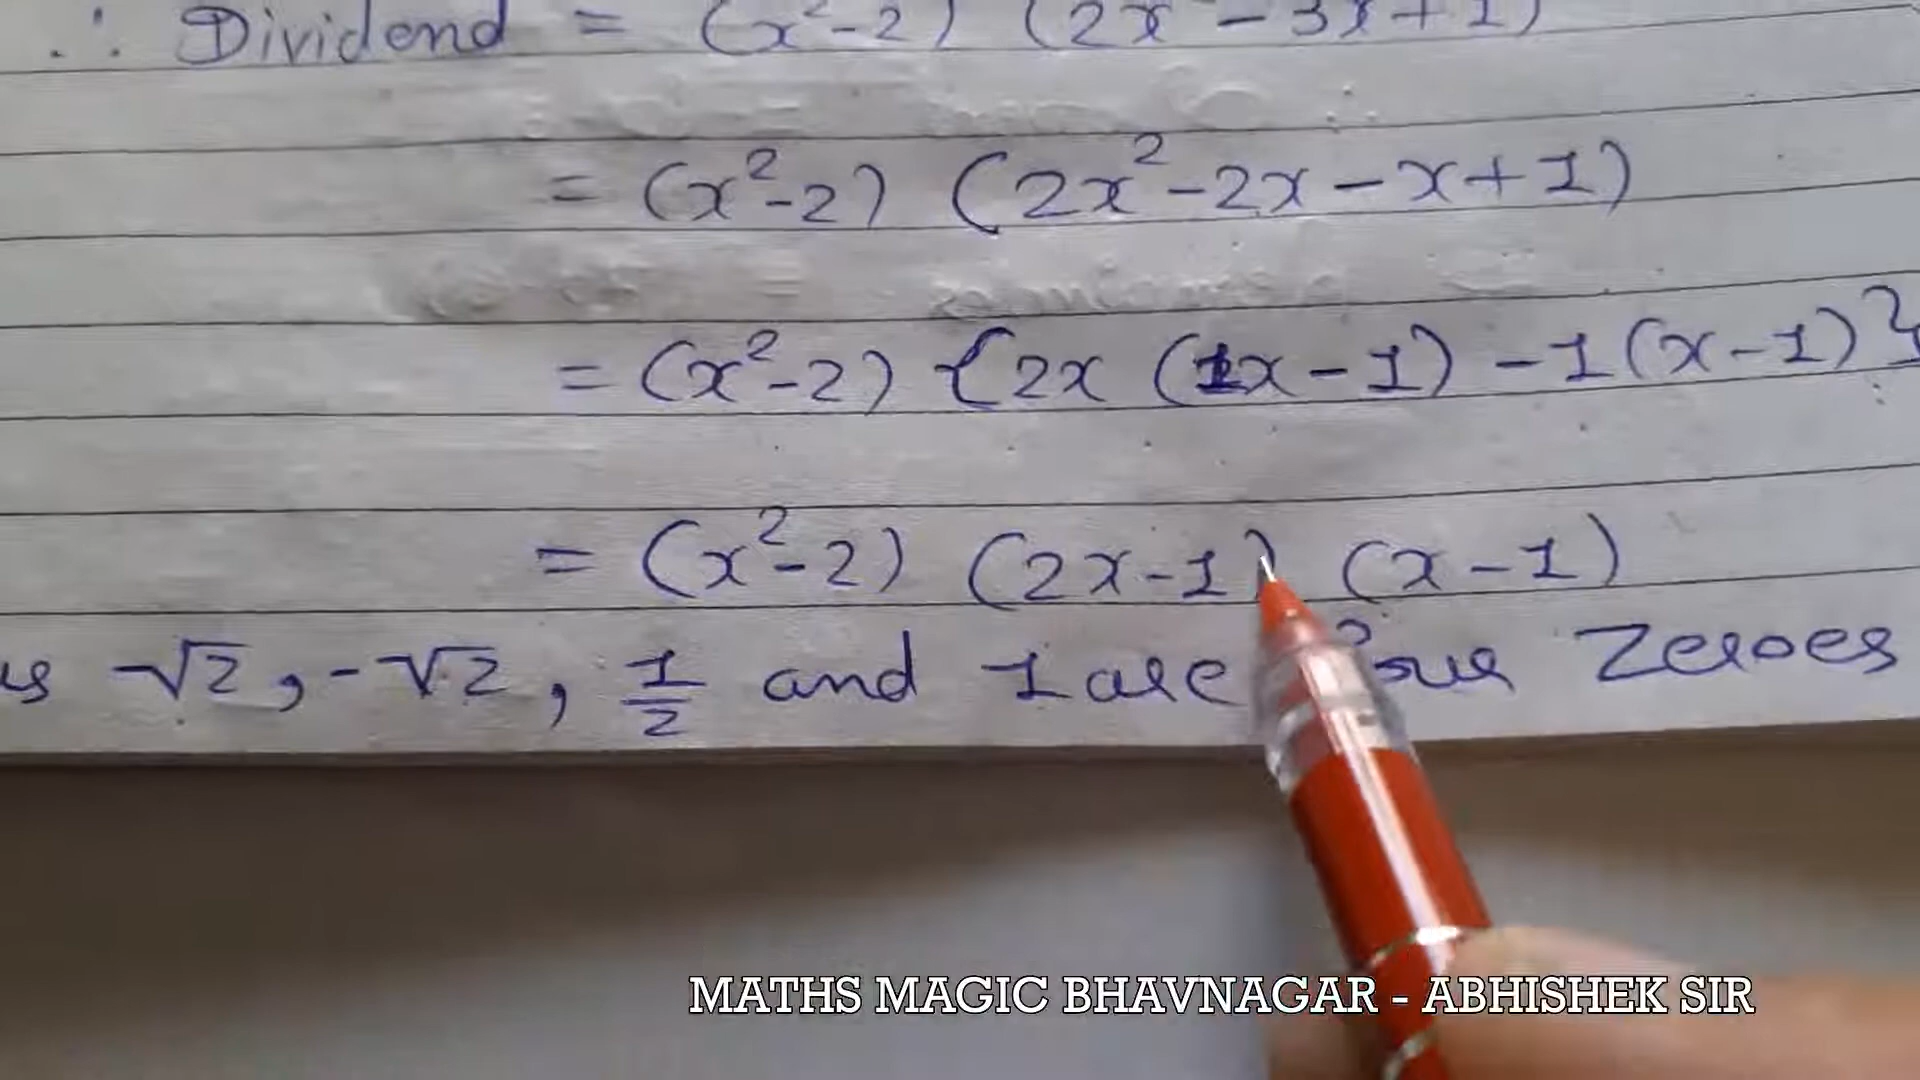 ∴ Dividend = (x²-2) (2x²-3x+1)
= (x²-2) (2x²-2x-x+1)
= (x²-2) {2x (1x-1) -1(x-1)}
= (x²-2) (2x-1) (x-1)
√2, -√2, 1/2 and 1 are Zeroes
MATHS MAGIC BHAVNAGAR - ABHISHEK SIR